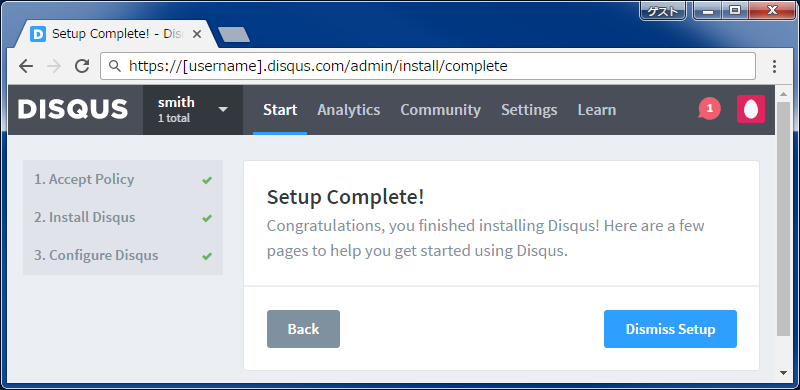 ゲスト
Setup Complete! - Dis
https://[username].disqus.com/admin/install/complete
DISQUS
smith
1 total
Start
Analytics
Community
Settings
Learn
1
1. Accept Policy
2. Install Disqus
3. Configure Disqus
Setup Complete!
Congratulations, you finished installing Disqus! Here are a few
pages to help you get started using Disqus.
Back
Dismiss Setup